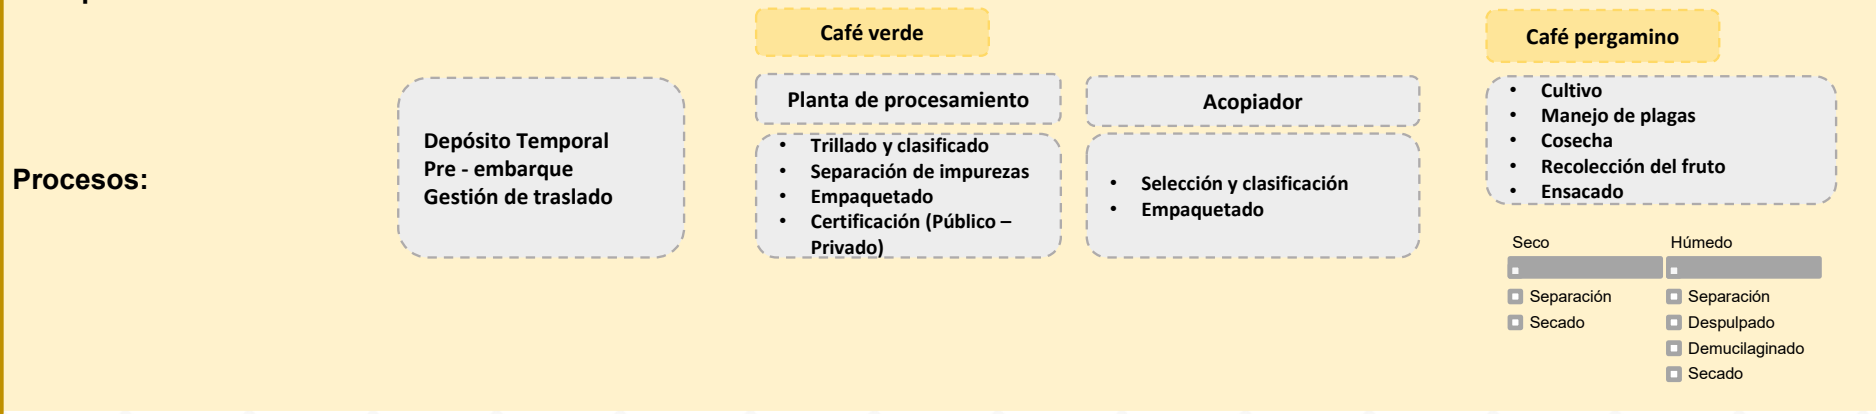 Café verde
Café pergamino
Procesos:
Depósito Temporal
Pre - embarque
Gestión de traslado
Planta de procesamiento
• Trillado y clasificado
• Separación de impurezas
• Empaquetado
• Certificación (Público –
Privado)
Acopiador
• Selección y clasificación
• Empaquetado
• Cultivo
• Manejo de plagas
• Cosecha
• Recolección del fruto
• Ensacado
Seco
Separación
Secado
Húmedo
Separación
Despulpado
Demucilaginado
Secado